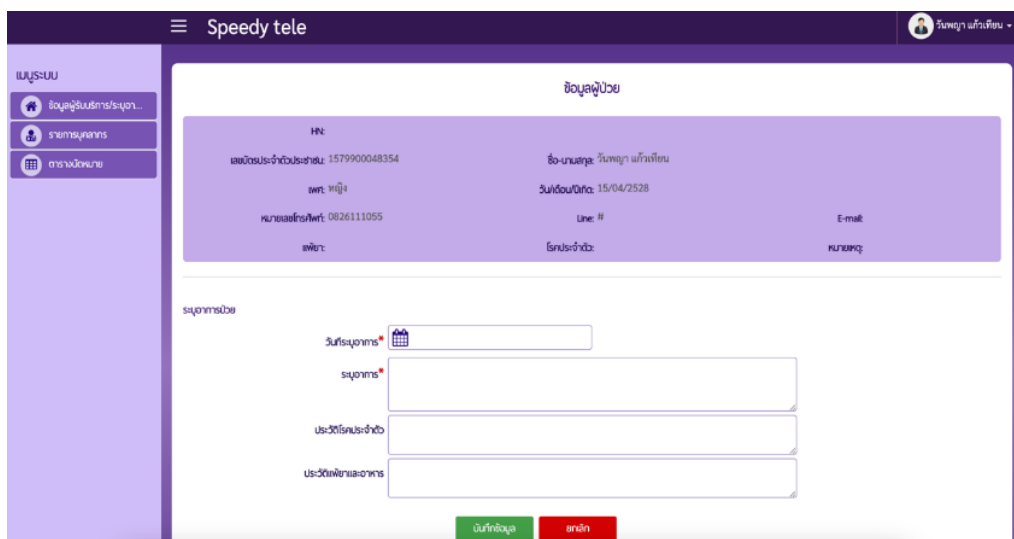 Speedy tele
วันพญา แก้วเทียน
เมนูระบบ
ข้อมูลผู้รับบริการ/ระบุอา...
รายการบุคลากร
ตารางนัดหมาย
ข้อมูลผู้ป่วย
HN:
เลขบัตรประจำตัวประชาชน: 1579900048354 ชื่อ-นามสกุล: วันพญา แก้วเทียน
เพศ: หญิง วัน/เดือน/ปีเกิด: 15/04/2528
หมายเลขโทรศัพท์: 0826111055 Line: # E-mail:
แพ้ยา: โรคประจำตัว: หมายเหตุ:
ระบุอาการป่วย
วันที่ระบุอาการ*
ระบุอาการ*
ประวัติโรคประจำตัว
ประวัติแพ้ยาและอาหาร
บันทึกข้อมูล ยกเลิก